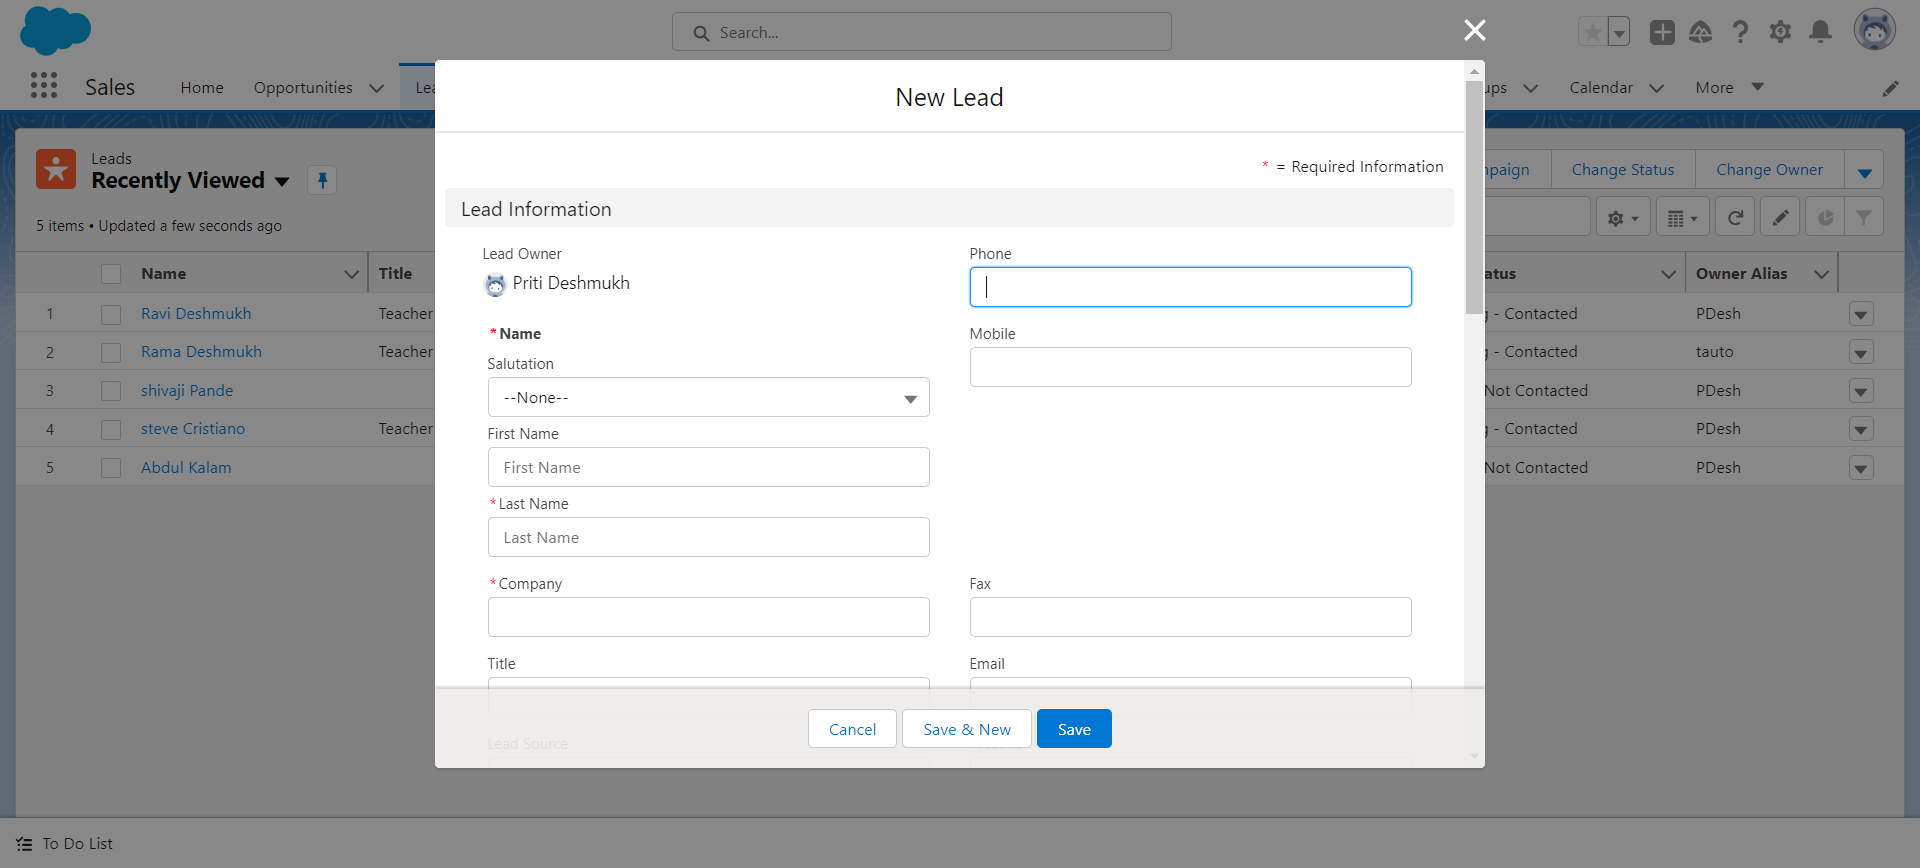 Search...
Sales
Home
Opportunities
Calendar
More
New Lead
* = Required Information
Leads
Recently Viewed
5 items • Updated a few seconds ago
Change Status
Change Owner
Lead Information
Lead Owner
Priti Deshmukh
Phone
Name
Title
Owner Alias
1 Ravi Deshmukh Teacher - Contacted PDesh
2 Rama Deshmukh Teacher - Contacted tauto
3 shivaji Pande Not Contacted PDesh
4 steve Cristiano Teacher - Contacted PDesh
5 Abdul Kalam Not Contacted PDesh
*Name
Mobile
Salutation
--None--
First Name
First Name
*Last Name
Last Name
*Company
Fax
Title
Email
Lead Source
Cancel
Save & New
Save
To Do List